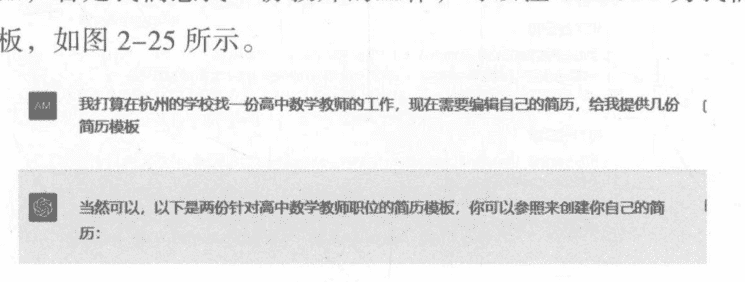 板，如图 2-25 所示。
AM
我打算在杭州的学校找一份高中数学教师的工作，现在需要编辑自己的简历，给我提供几份
简历模板
当然可以，以下是两份针对高中数学教师职位的简历模板，你可以参照来创建你自己的简
历：